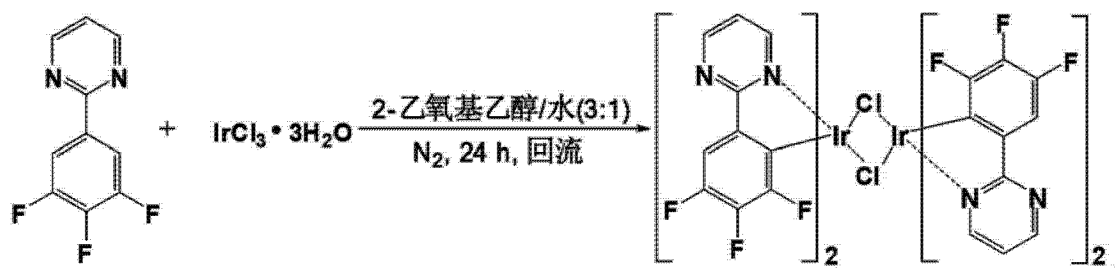 N N
F F F
+
IrCl₃ • 3H₂O
2-乙氧基乙醇/水(3:1)
N₂, 24 h, 回流
N N
F F F
Ir Cl Cl Ir
2
F F F
N N
2